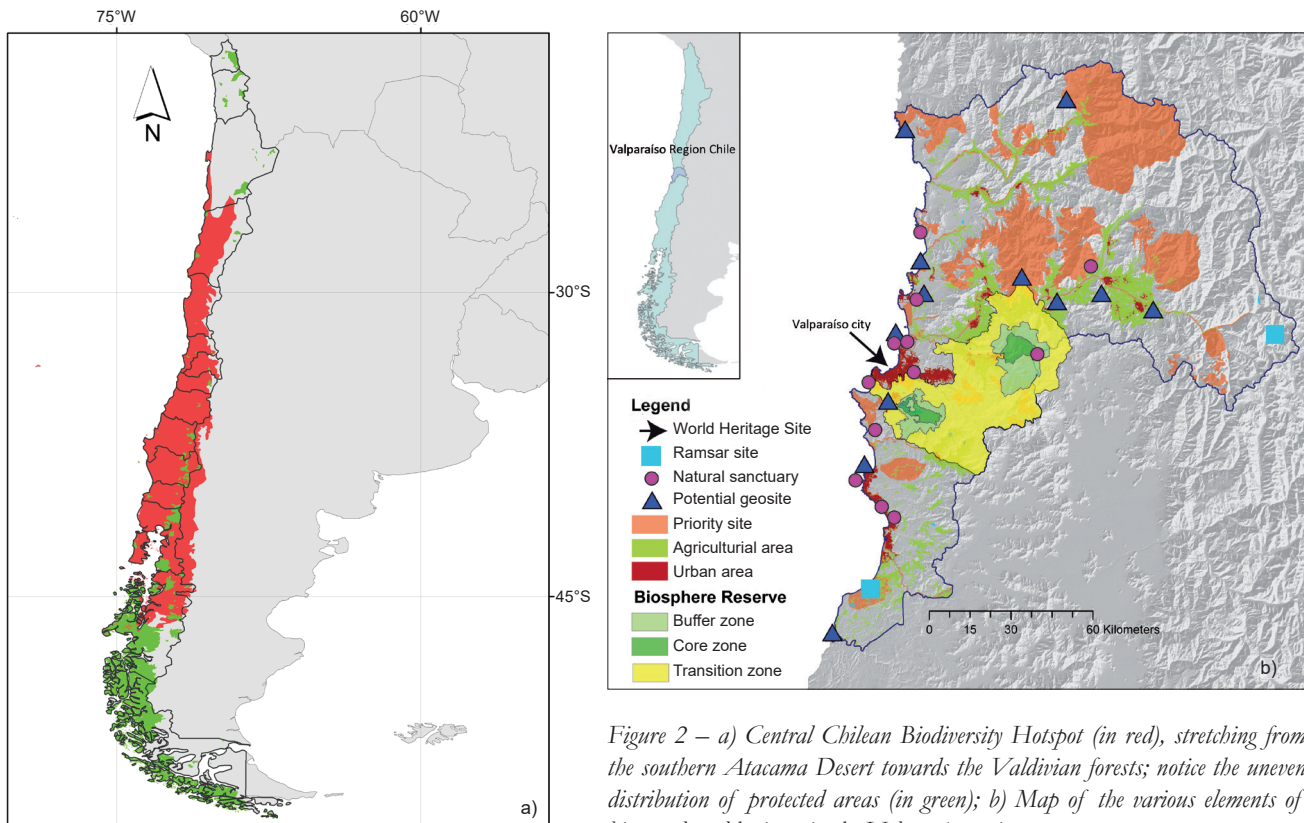 75°W
60°W
N
30°S
45°S
a)
Valparaíso Region Chile
Valparaíso city
Legend
World Heritage Site
Ramsar site
Natural sanctuary
Potential geosite
Priority site
Agriculturial area
Urban area
Biosphere Reserve
Buffer zone
Core zone
Transition zone
0 15 30 60 Kilometers
b)
Figure 2 – a) Central Chilean Biodiversity Hotspot (in red), stretching from
the southern Atacama Desert towards the Valdivian forests; notice the uneven
distribution of protected areas (in green); b) Map of the various elements of